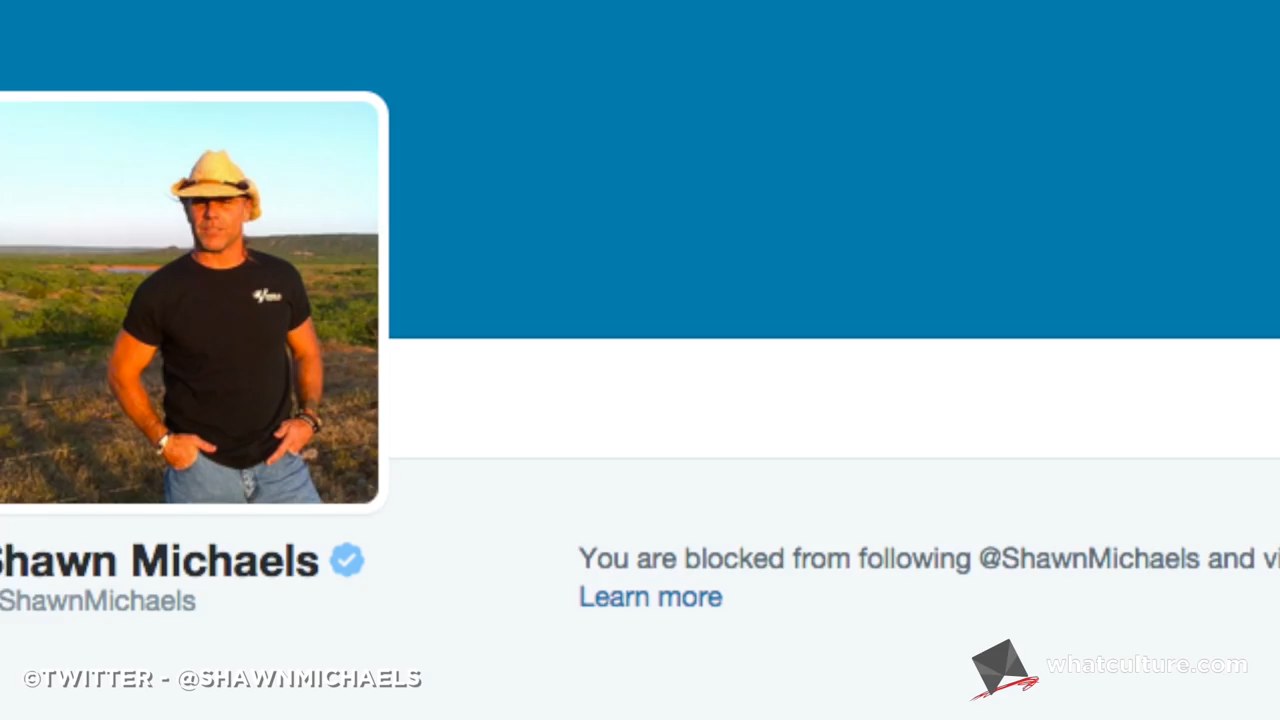 Shawn Michaels
ShawnMichaels
You are blocked from following @ShawnMichaels and vi
Learn more
©TWITTER - @SHAWNMICHAELS
whatculture.com